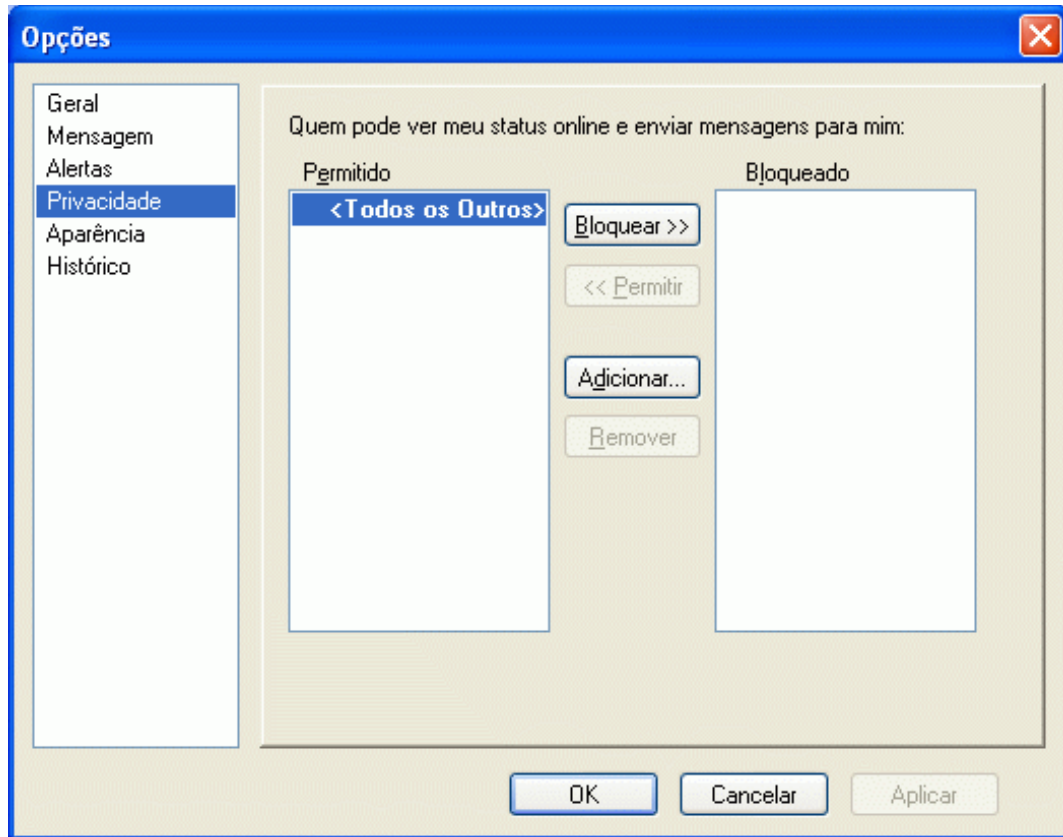 Opções
Geral
Mensagem
Alertas
Privacidade
Aparência
Histórico
Quem pode ver meu status online e enviar mensagens para mim:
Permitido
Bloqueado
<Todos os Outros>
Bloquear >>
<< Permitir
Adicionar...
Remover
OK
Cancelar
Aplicar